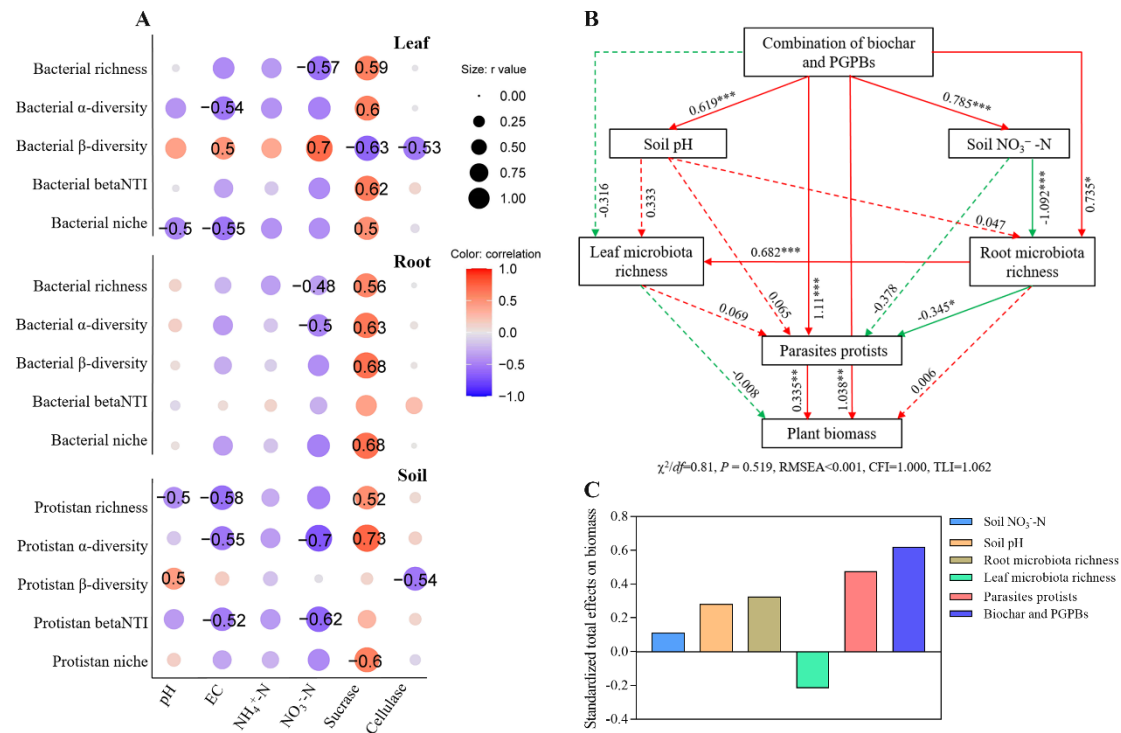 A
Leaf
Bacterial richness
−0.57
0.59
Bacterial α-diversity
−0.54
0.6
Bacterial β-diversity
0.5
0.7
−0.63
−0.53
Bacterial betaNTI
0.62
Bacterial niche
−0.5
−0.55
0.5
Root
Bacterial richness
−0.48
0.56
Bacterial α-diversity
−0.5
0.63
Bacterial β-diversity
0.68
Bacterial betaNTI
Bacterial niche
0.68
Soil
Protistan richness
−0.5
−0.58
0.52
Protistan α-diversity
−0.55
−0.7
0.73
Protistan β-diversity
0.5
−0.54
Protistan betaNTI
−0.52
−0.62
Protistan niche
−0.6
pH
EC
NH₄⁺-N
NO₃⁻-N
Sucrase
Cellulase
Size: r value
0.00
0.25
0.50
0.75
1.00
Color: correlation
1.0
0.5
0.0
−0.5
−1.0
B
Combination of biochar
and PGPBs
0.619***
0.785***
Soil pH
Soil NO₃⁻ -N
-0.316
0.333
0.047
-1.092***
0.735*
Leaf microbiota
richness
0.682***
Root microbiota
richness
0.069
0.065
1.11***
-0.378
-0.345*
Parasites protists
-0.008
0.335**
1.038**
0.006
Plant biomass
χ²/df=0.81, P = 0.519, RMSEA<0.001, CFI=1.000, TLI=1.062
C
Standardized total effects on biomass
0.8
0.6
0.4
0.2
0.0
-0.2
-0.4
Soil NO₃⁻-N
Soil pH
Root microbiota richness
Leaf microbiota richness
Parasites protists
Biochar and PGPBs